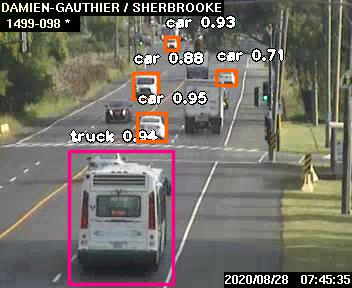 DAMIEN-GAUTHIER / SHERBROOKE
1499-098 *
car 0.93
car 0.88
car 0.71
car 0.95
truck 0.94
2020/08/28 07:45:35